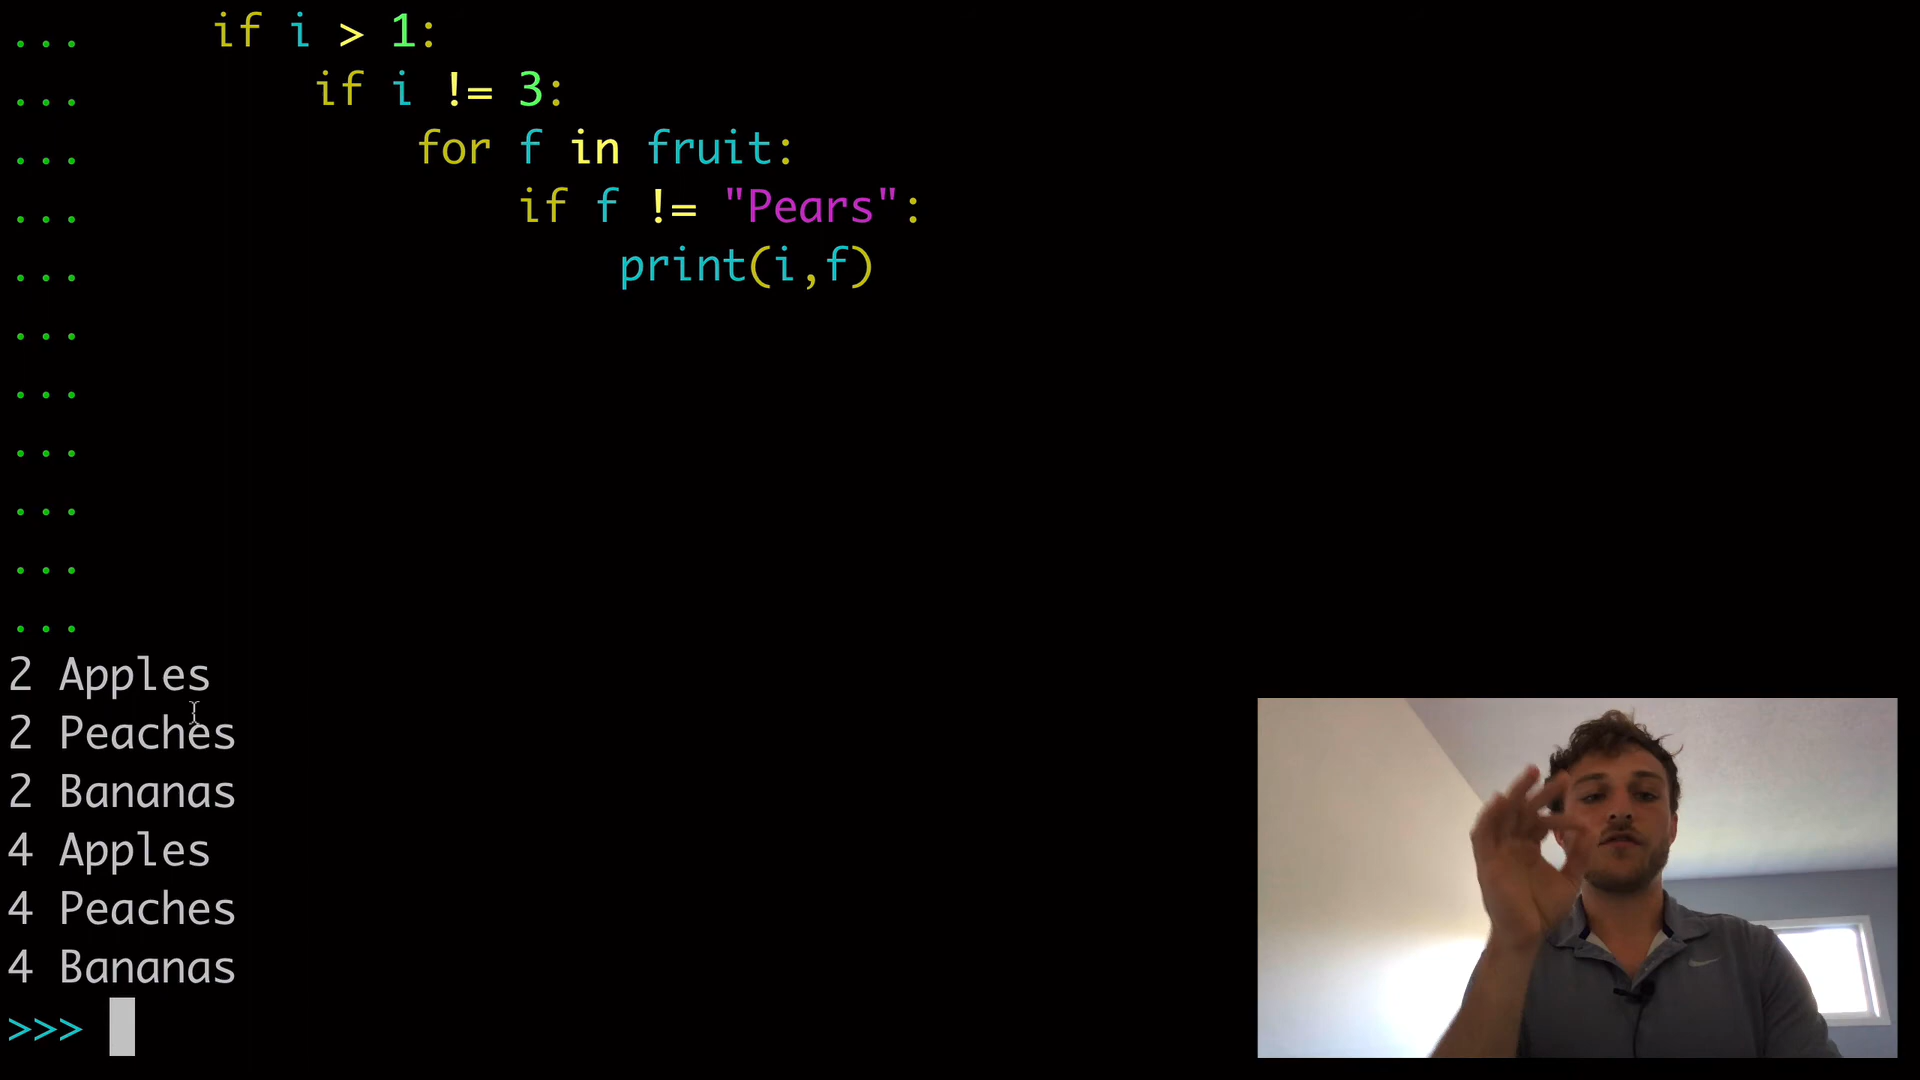 ... if i > 1:
... if i != 3:
... for f in fruit:
... if f != "Pears":
... print(i,f)
...
...
...
...
...
...
2 Apples
2 Peaches
2 Bananas
4 Apples
4 Peaches
4 Bananas
>>>